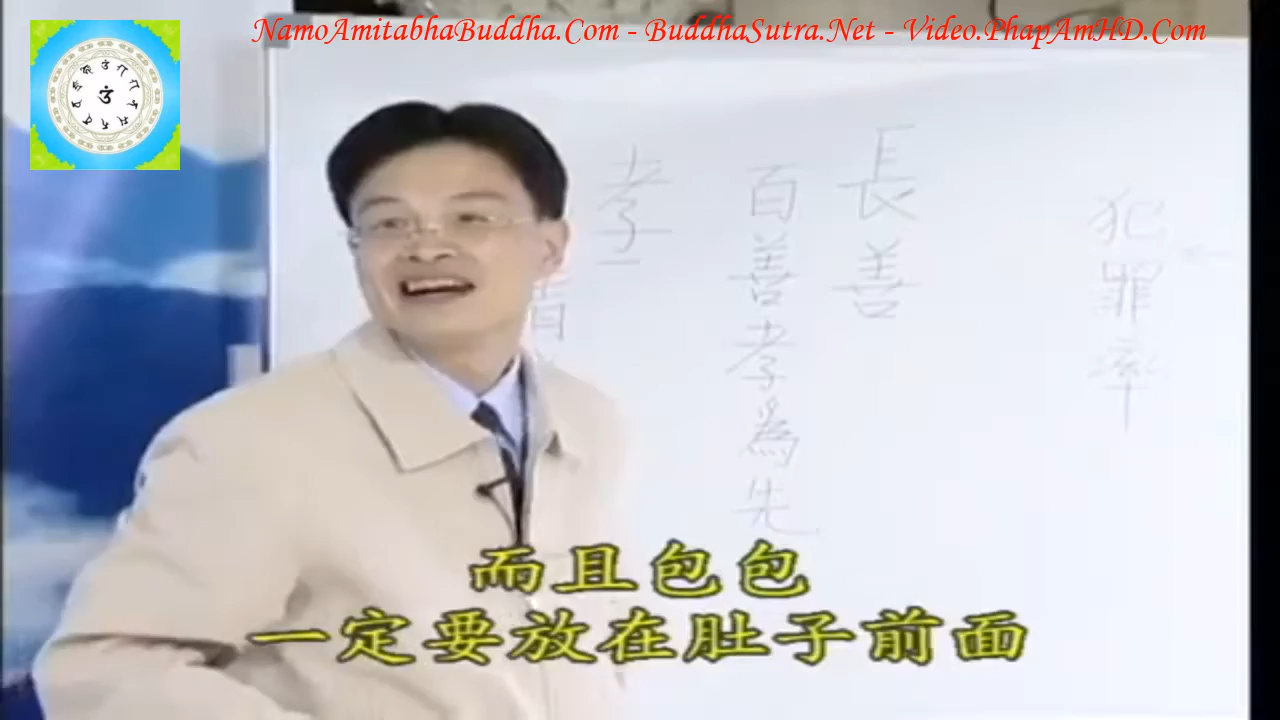 NamoAmitabhaBuddha.Com - BuddhaSutra.Net - Video.PhapAmHD.Com
犯罪率
長善
百善孝為先
孝
而且包包
一定要放在肚子前面